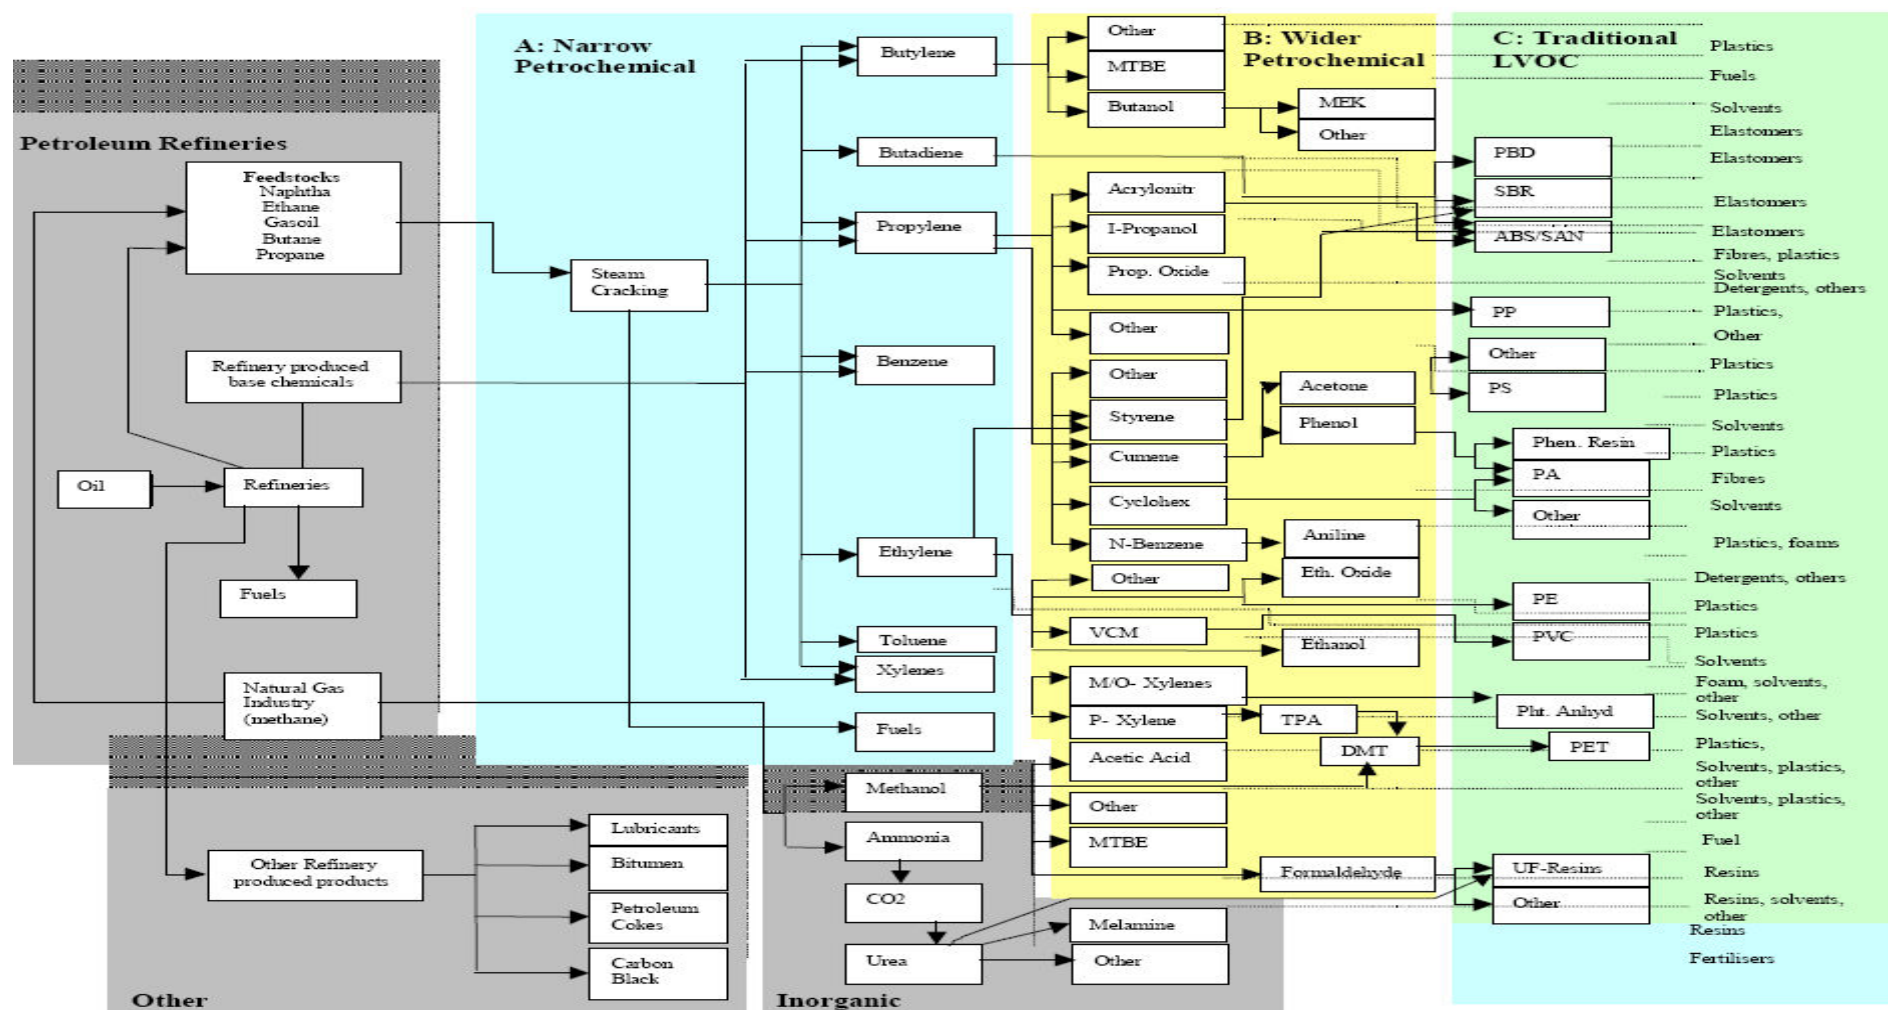 A: Narrow
Petrochemical
B: Wider
Petrochemical
C: Traditional
LVOC
Petroleum Refineries
Feedstocks
Naphtha
Ethane
Gasoil
Butane
Propane
Refinery produced
base chemicals
Oil
Refineries
Fuels
Natural Gas
Industry
(methane)
Other Refinery
produced products
Lubricants
Bitumen
Petroleum
Cokes
Carbon
Black
Other
Steam
Cracking
Butylene
Butadiene
Propylene
Benzene
Ethylene
Toluene
Xylenes
Fuels
Methanol
Ammonia
CO2
Urea
Inorganic
Other
MTBE
Butanol
MEK
Other
Acrylonitr
I-Propanol
Prop. Oxide
Other
Other
Styrene
Cumene
Cyclohex
N-Benzene
Other
Acetone
Phenol
Aniline
Eth. Oxide
VCM
Ethanol
M/O- Xylenes
P- Xylene
TPA
Acetic Acid
DMT
Other
MTBE
Formaldehyde
Melamine
Other
PBD
SBR
ABS/SAN
PP
Other
PS
Phen. Resin
PA
Other
PE
PVC
Pht. Anhyd
PET
UF-Resins
Other
Plastics
Fuels
Solvents
Elastomers
Elastomers
Elastomers
Elastomers
Fibres, plastics
Solvents
Detergents, others
Plastics,
Other
Plastics
Plastics
Solvents
Plastics
Fibres
Solvents
Plastics, foams
Detergents, others
Plastics
Plastics
Solvents
Foam, solvents,
other
Solvents, other
Plastics,
Solvents, plastics,
other
Solvents, plastics,
other
Fuel
Resins
Resins, solvents,
other
Resins
Fertilisers